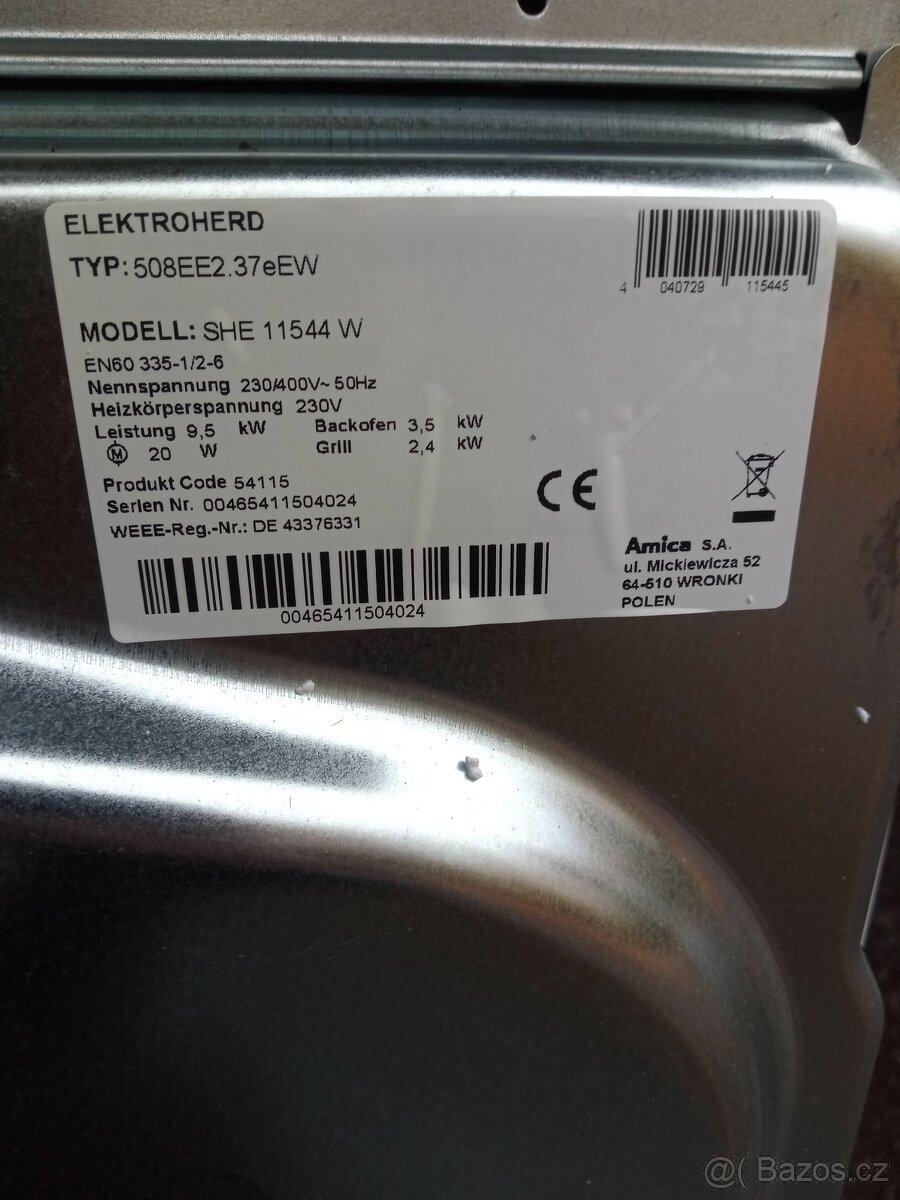 ELEKTROHERD
TYP: 508EE2.37eEW
4 040729 115445
MODELL: SHE 11544 W
EN60 335-1/2-6
Nennspannung 230/400V~ 50Hz
Heizkörperspannung 230V
Leistung 9,5 kW Backofen 3,5 kW
M 20 W Grill 2,4 kW
Produkt Code 54115
Serien Nr. 00465411504024
WEEE-Reg.-Nr.: DE 43376331
CE
00465411504024
Amica S.A.
ul. Mickiewicza 52
64-510 WRONKI
POLEN
@( Bazos.cz